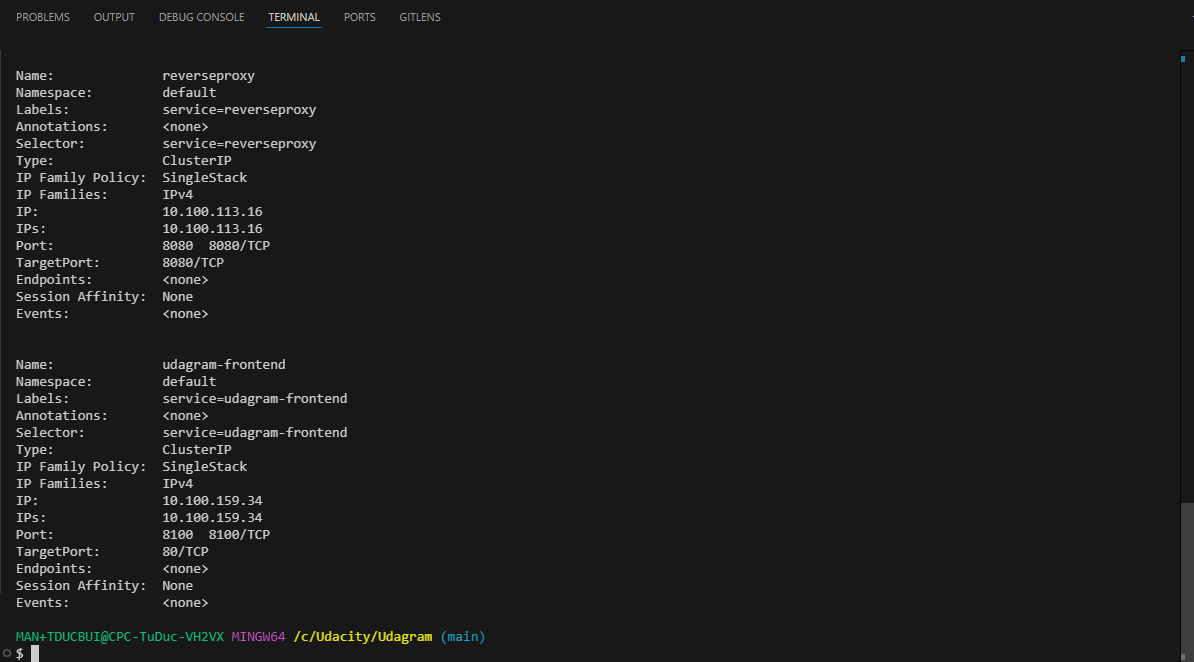 PROBLEMS OUTPUT DEBUG CONSOLE TERMINAL PORTS GITLENS
Name: reverseproxy
Namespace: default
Labels: service=reverseproxy
Annotations: <none>
Selector: service=reverseproxy
Type: ClusterIP
IP Family Policy: SingleStack
IP Families: IPv4
IP: 10.100.113.16
IPs: 10.100.113.16
Port: 8080 8080/TCP
TargetPort: 8080/TCP
Endpoints: <none>
Session Affinity: None
Events: <none>
Name: udagram-frontend
Namespace: default
Labels: service=udagram-frontend
Annotations: <none>
Selector: service=udagram-frontend
Type: ClusterIP
IP Family Policy: SingleStack
IP Families: IPv4
IP: 10.100.159.34
IPs: 10.100.159.34
Port: 8100 8100/TCP
TargetPort: 80/TCP
Endpoints: <none>
Session Affinity: None
Events: <none>
MAN+TDUCBUI@CPC-TuDuc-VH2VX MINGW64 /c/Udacity/Udagram (main)
$